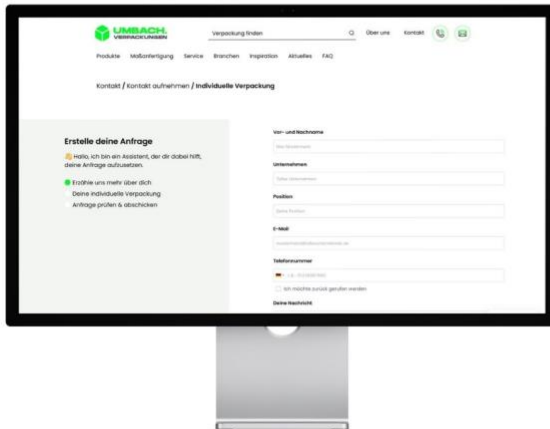 UMBACH.
VERPACKUNGEN
Verpackung finden
Über uns
Kontakt
Produkte Maßanfertigung Service Branchen Inspiration Aktuelles FAQ
Kontakt / Kontakt aufnehmen / Individuelle Verpackung
Erstelle deine Anfrage
👋 Hallo, ich bin ein Assistent, der dir dabei hilft,
deine Anfrage aufzusetzen.
Erzähle uns mehr über dich
Deine individuelle Verpackung
Anfrage prüfen & abschicken
Vor- und Nachname
Unternehmen
Position
Deine Position
E-Mail
Telefonnummer
Ich möchte zurück gerufen werden
Deine Nachricht